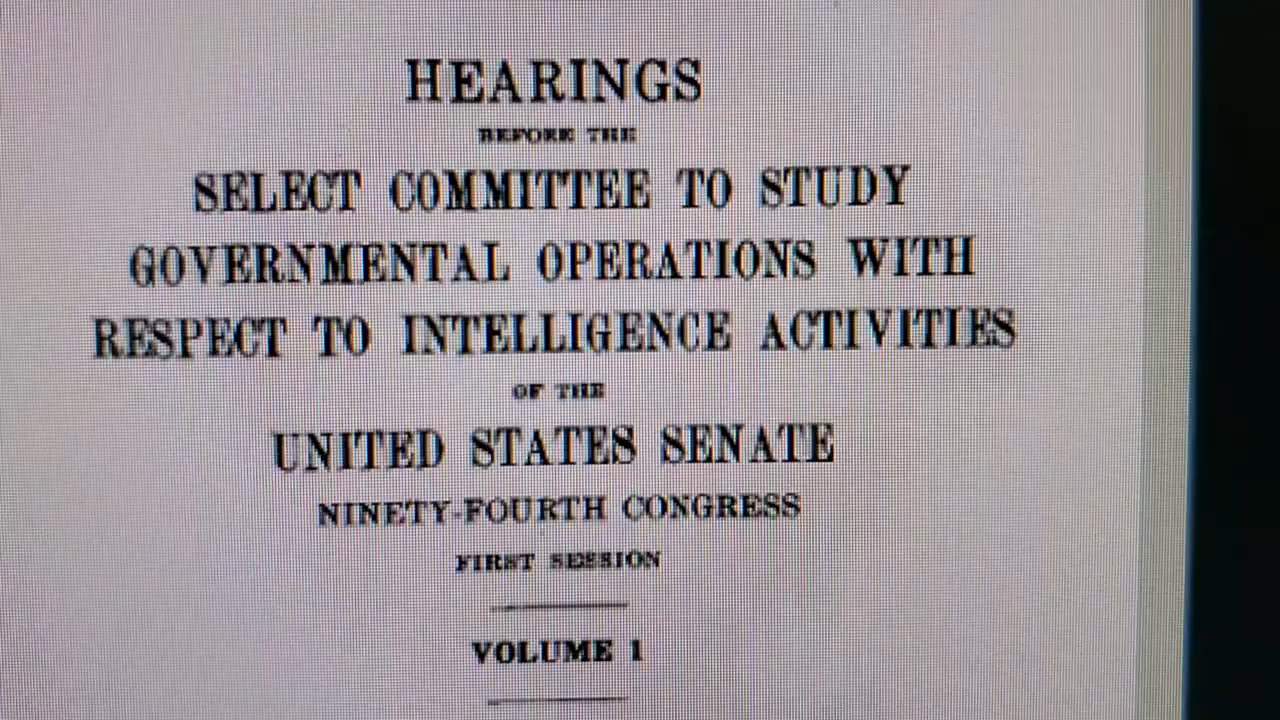 HEARINGS
BEFORE THE
SELECT COMMITTEE TO STUDY
GOVERNMENTAL OPERATIONS WITH
RESPECT TO INTELLIGENCE ACTIVITIES
OF THE
UNITED STATES SENATE
NINETY-FOURTH CONGRESS
FIRST SESSION
VOLUME 1